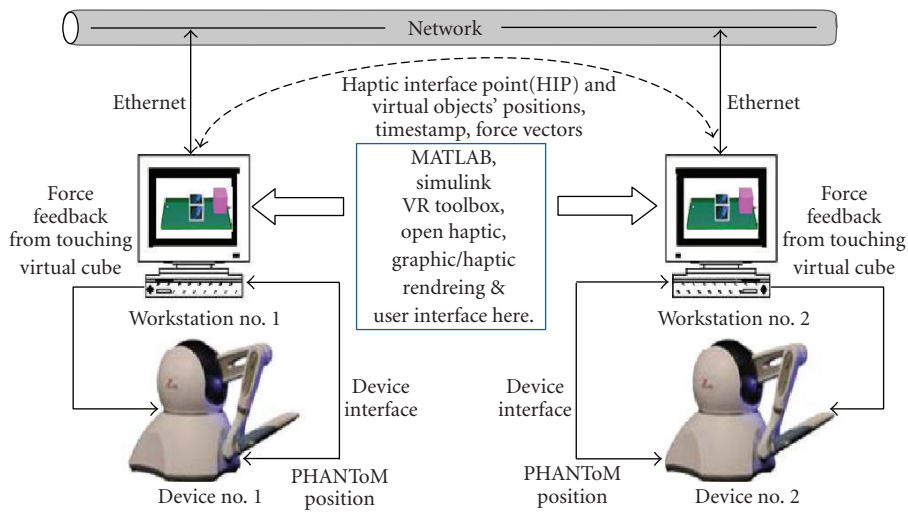 Network
Ethernet
Haptic interface point(HIP) and
virtual objects' positions,
timestamp, force vectors
Ethernet
Force
feedback
from touching
virtual cube
MATLAB,
simulink
VR toolbox,
open haptic,
graphic/haptic
rendreing &
user interface here.
Force
feedback
from touching
virtual cube
Workstation no. 1
Workstation no. 2
Device
interface
Device
interface
PHANToM
position
PHANToM
position
Device no. 1
Device no. 2